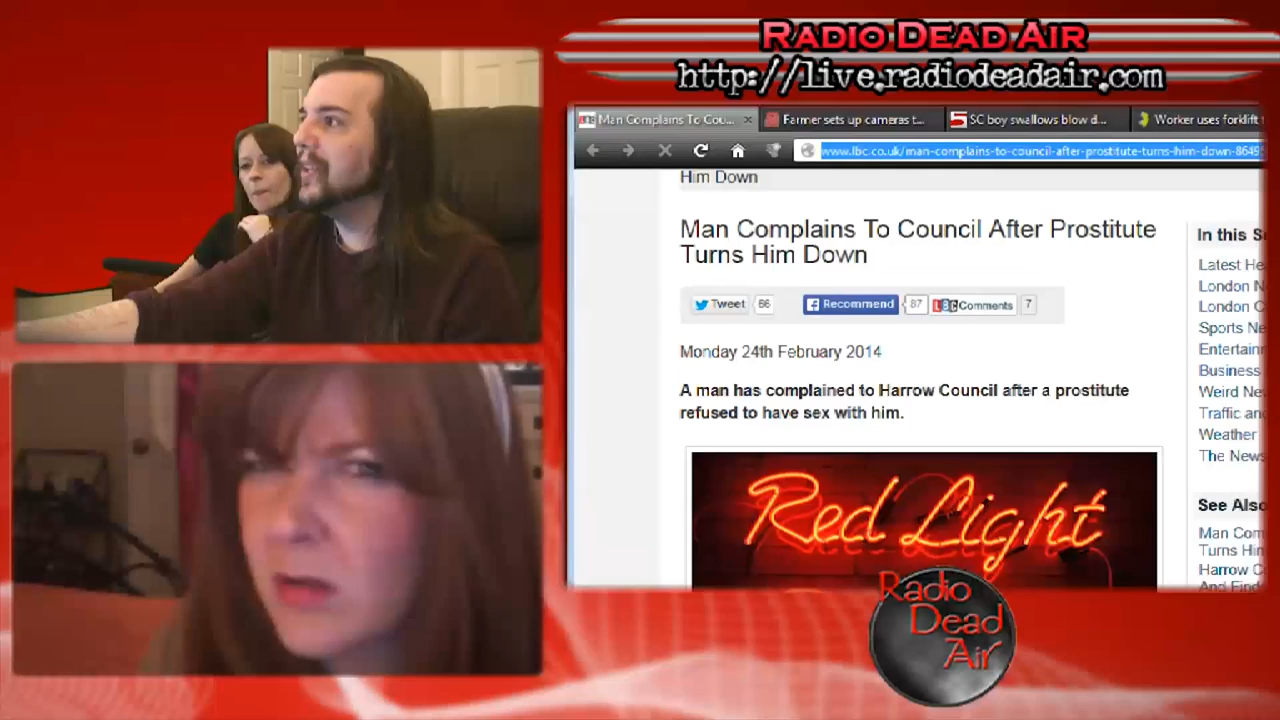 Radio Dead Air
http://live.radiodeadair.com
Man Complains To Cou...
Farmer sets up cameras t...
SC boy swallows blow d...
Worker uses forklift
www.lbc.co.uk/man-complains-to-council-after-prostitute-turns-him-down-8649
Him Down
Man Complains To Council After Prostitute
Turns Him Down
Tweet 66
Recommend 87
LBC Comments 7
Monday 24th February 2014
A man has complained to Harrow Council after a prostitute
refused to have sex with him.
Red Light
In this S
Latest He
London N
London C
Sports Ne
Entertain
Business
Weird Ne
Traffic an
Weather
The News
See Also
Man Com
Turns Him
Harrow C
And Find
Radio
Dead
Air